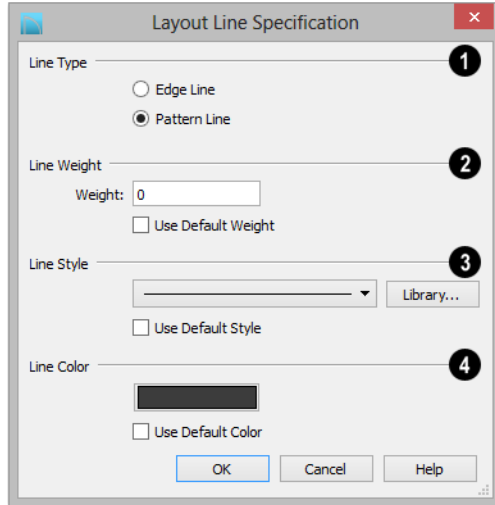 Layout Line Specification
Line Type
1
Edge Line
Pattern Line
Line Weight
2
Weight: 0
Use Default Weight
Line Style
3
Library...
Use Default Style
Line Color
4
Use Default Color
OK Cancel Help